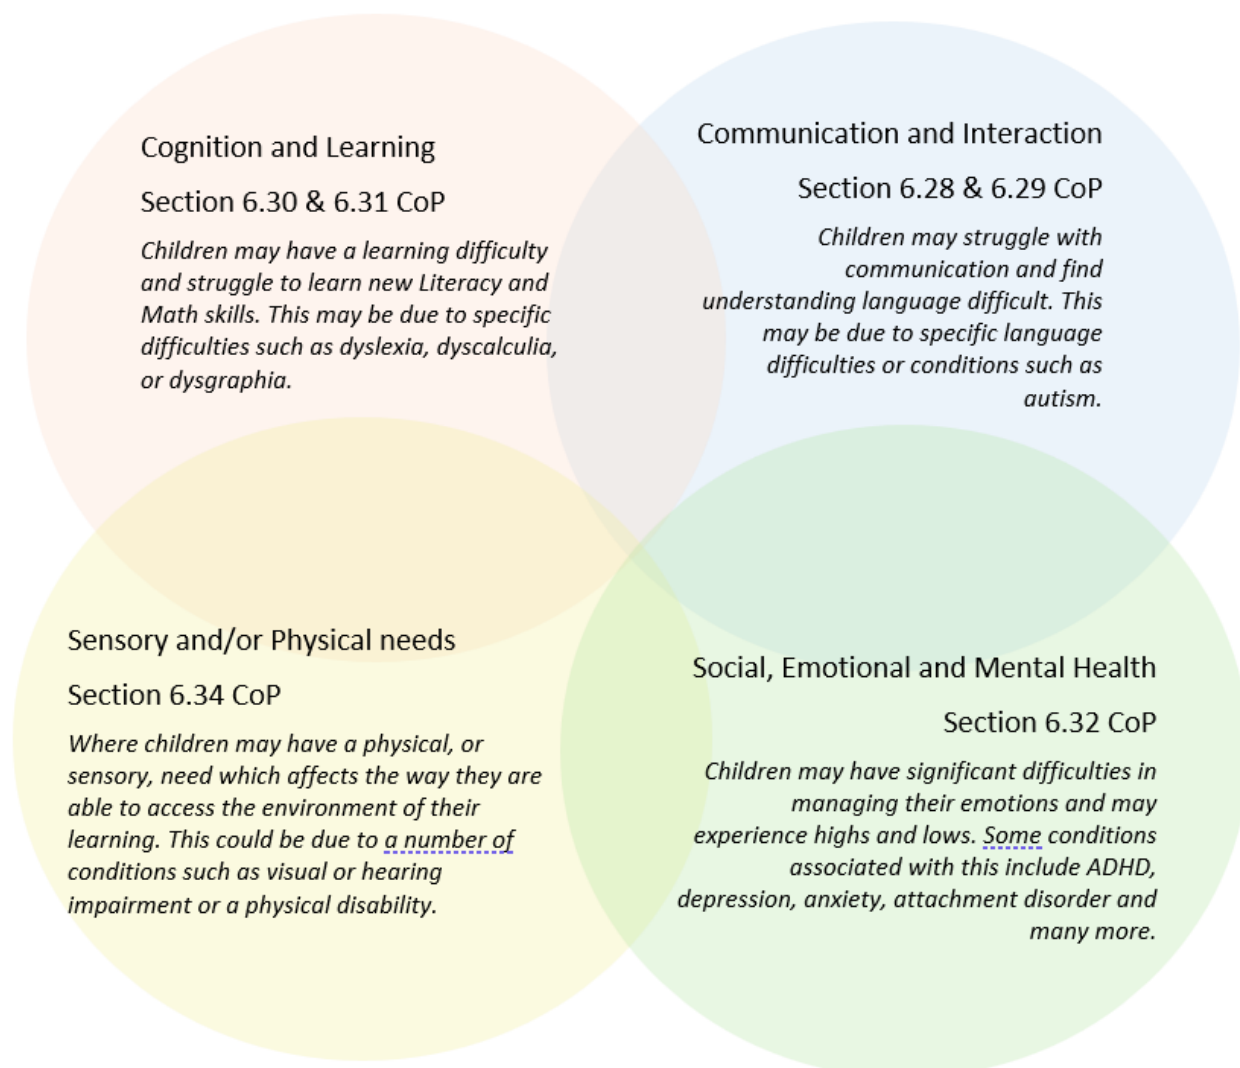 Cognition and Learning
Section 6.30 & 6.31 CoP
Children may have a learning difficulty
and struggle to learn new Literacy and
Math skills. This may be due to specific
difficulties such as dyslexia, dyscalculia,
or dysgraphia.
Communication and Interaction
Section 6.28 & 6.29 CoP
Children may struggle with
communication and find
understanding language difficult. This
may be due to specific language
difficulties or conditions such as
autism.
Sensory and/or Physical needs
Section 6.34 CoP
Where children may have a physical, or
sensory, need which affects the way they are
able to access the environment of their
learning. This could be due to a number of
conditions such as visual or hearing
impairment or a physical disability.
Social, Emotional and Mental Health
Section 6.32 CoP
Children may have significant difficulties in
managing their emotions and may
experience highs and lows. Some conditions
associated with this include ADHD,
depression, anxiety, attachment disorder and
many more.